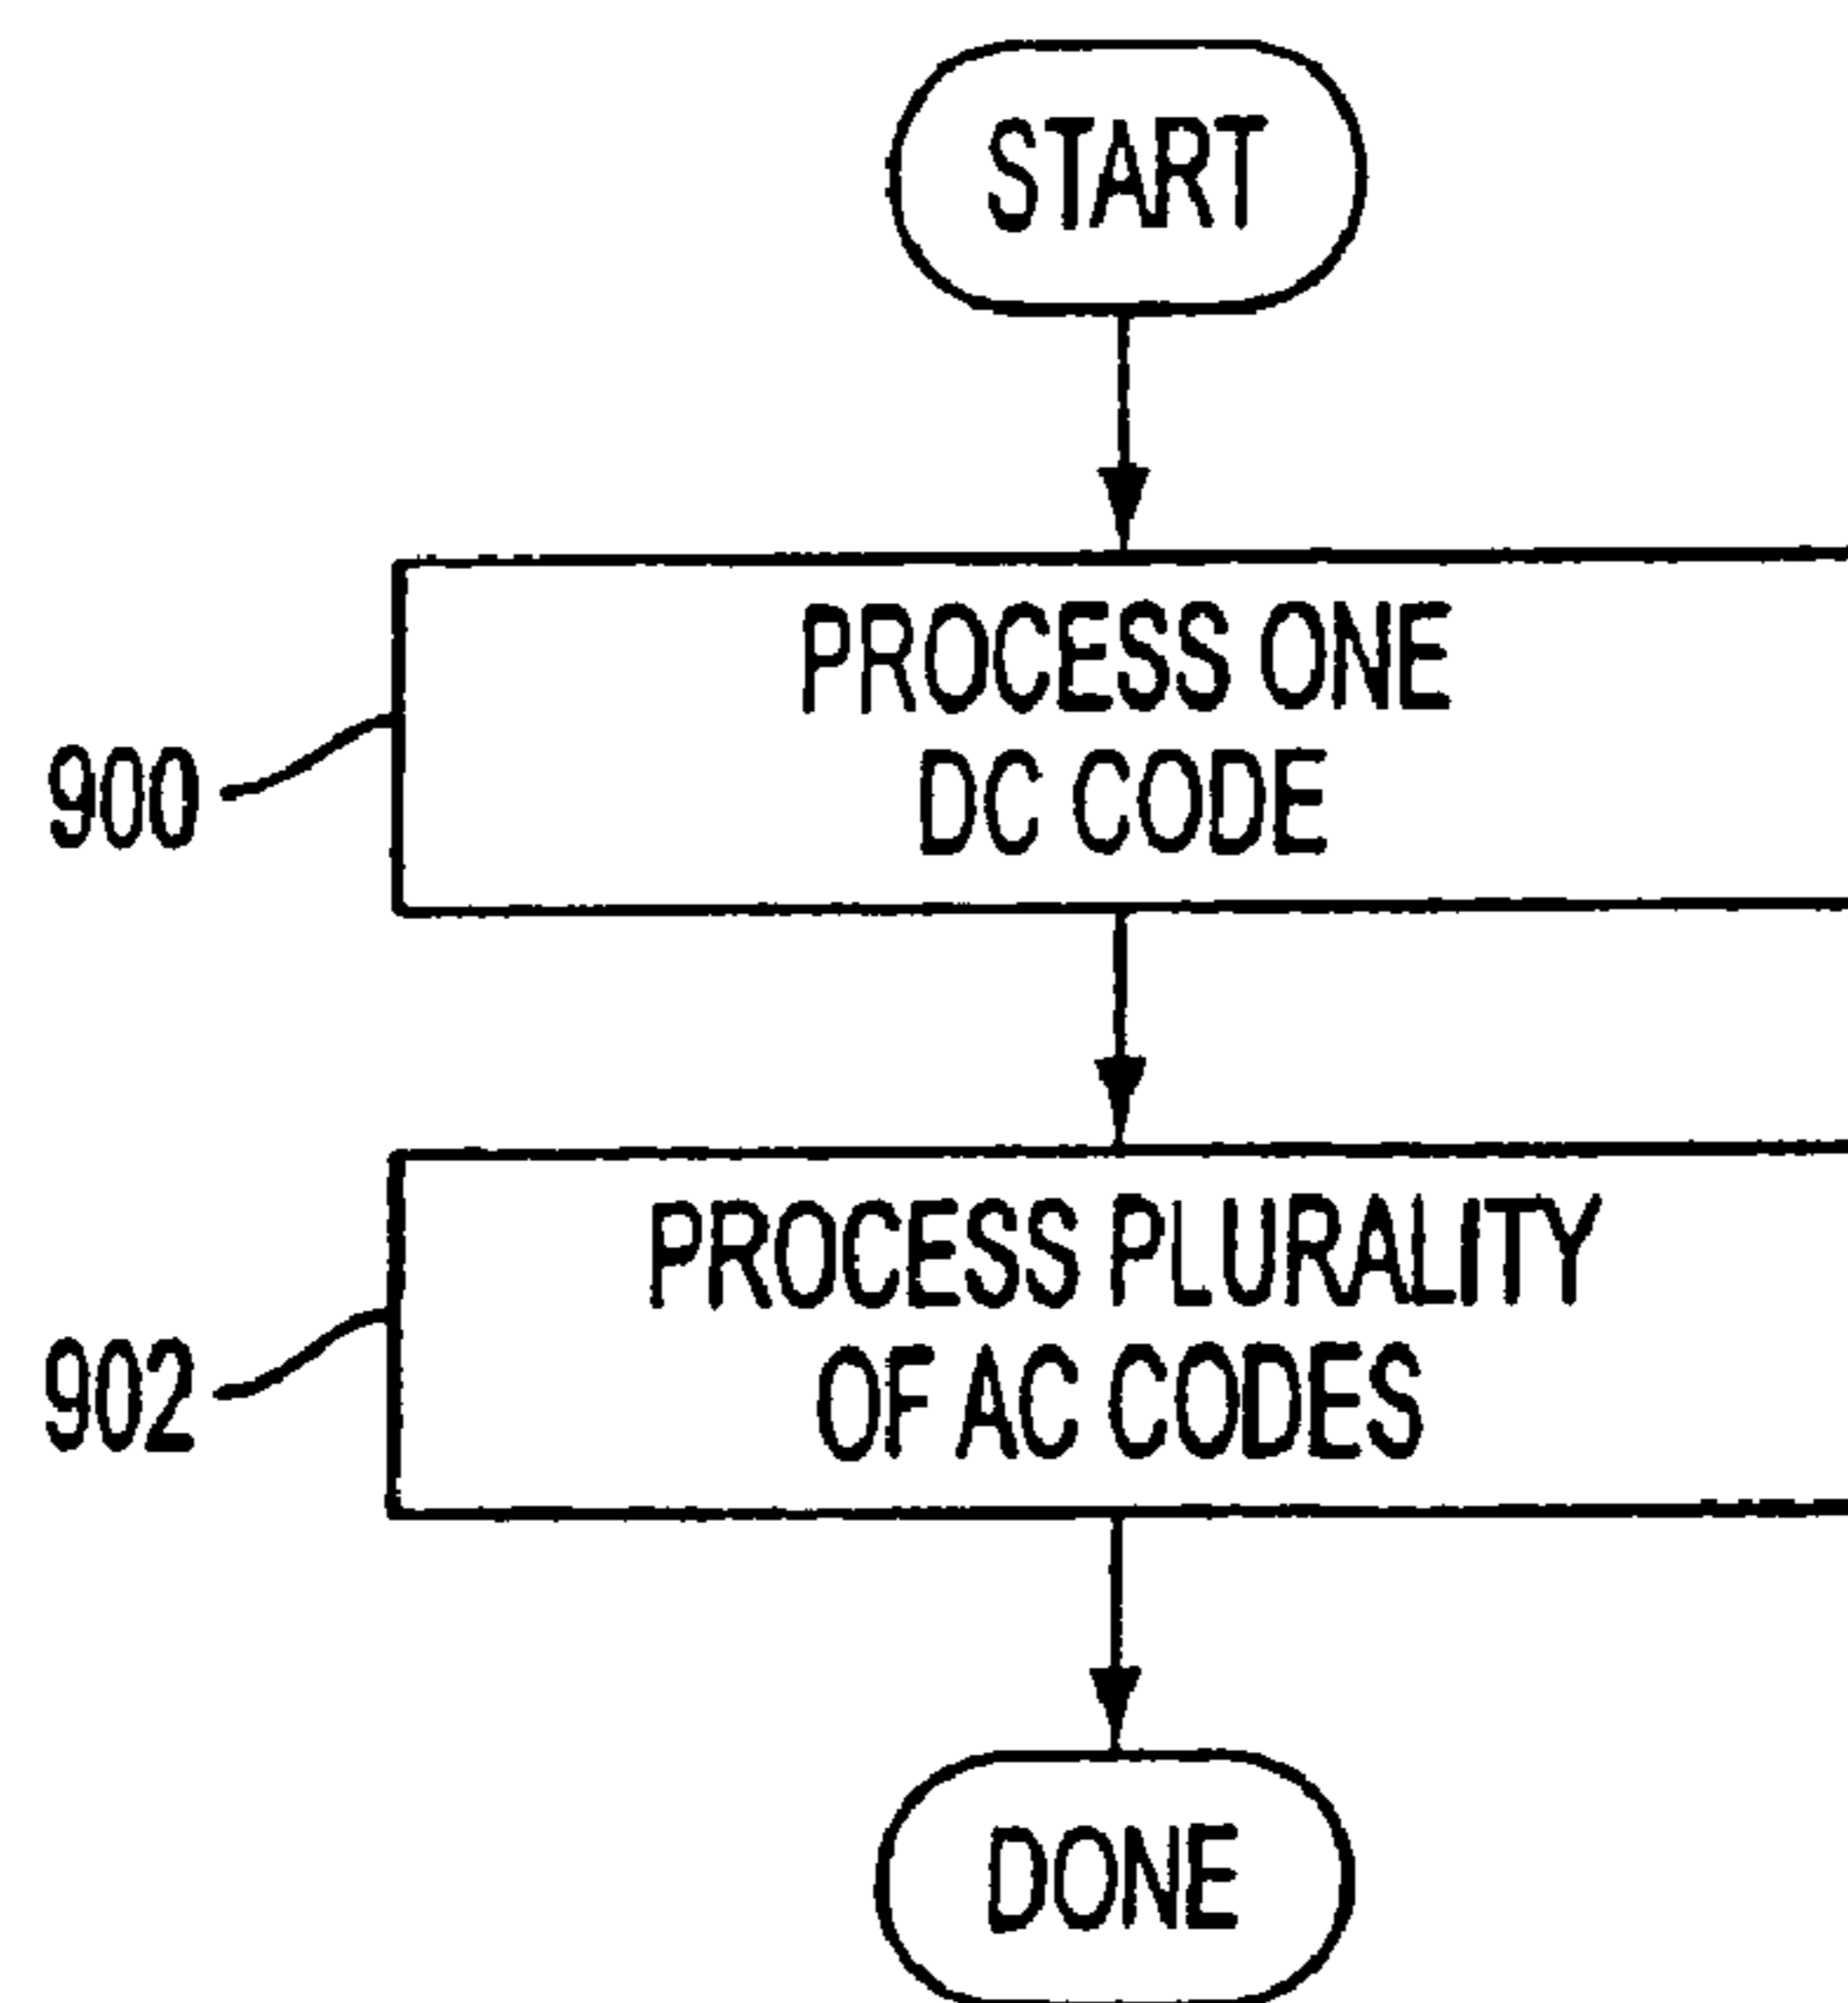 START
PROCESS ONE
DC CODE
900
PROCESS PLURALITY
OF AC CODES
902
DONE